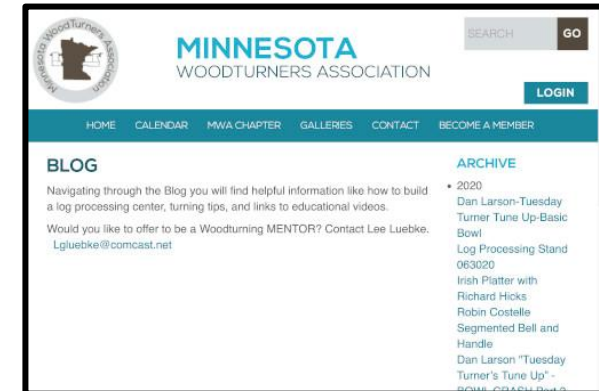 Minnesota WoodTurners Association
MINNESOTA
WOODTURNERS ASSOCIATION
SEARCH GO
LOGIN
HOME CALENDAR MWA CHAPTER GALLERIES CONTACT BECOME A MEMBER
BLOG
Navigating through the Blog you will find helpful information like how to build
a log processing center, turning tips, and links to educational videos.
Would you like to offer to be a Woodturning MENTOR? Contact Lee Luebke.
Lgluebke@comcast.net
ARCHIVE
• 2020
Dan Larson-Tuesday
Turner Tune Up-Basic
Bowl
Log Processing Stand
063020
Irish Platter with
Richard Hicks
Robin Costelle
Segmented Bell and
Handle
Dan Larson "Tuesday
Turner's Tune Up" -
BOWL CRASH Part 2